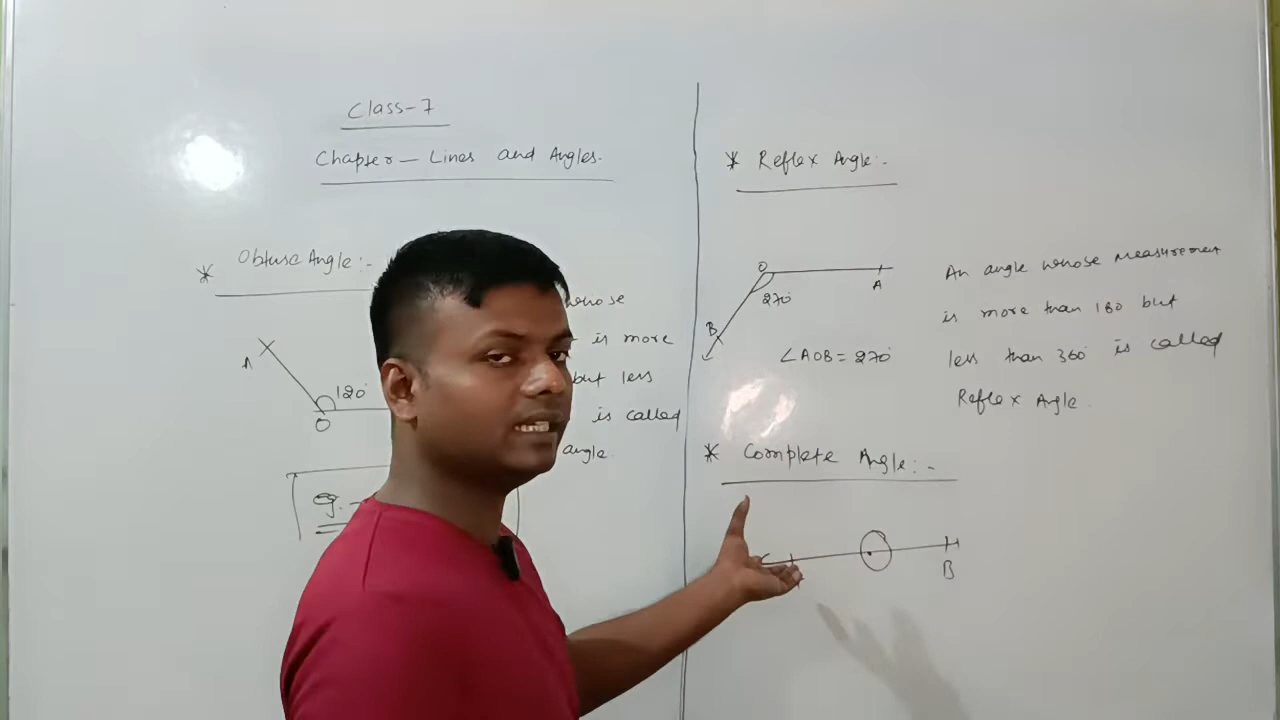 Class-7
Chapter - Lines and Angles.
* Obtuse Angle:-
whose
is more
but less
is called
angle.
A
120°
O
eg. -
* Reflex Angle:-
O
A
270°
B
∠AOB = 270°
An angle whose measurement
is more than 180 but
less than 360° is called
Reflex Agle.
* Complete Angle:-
B